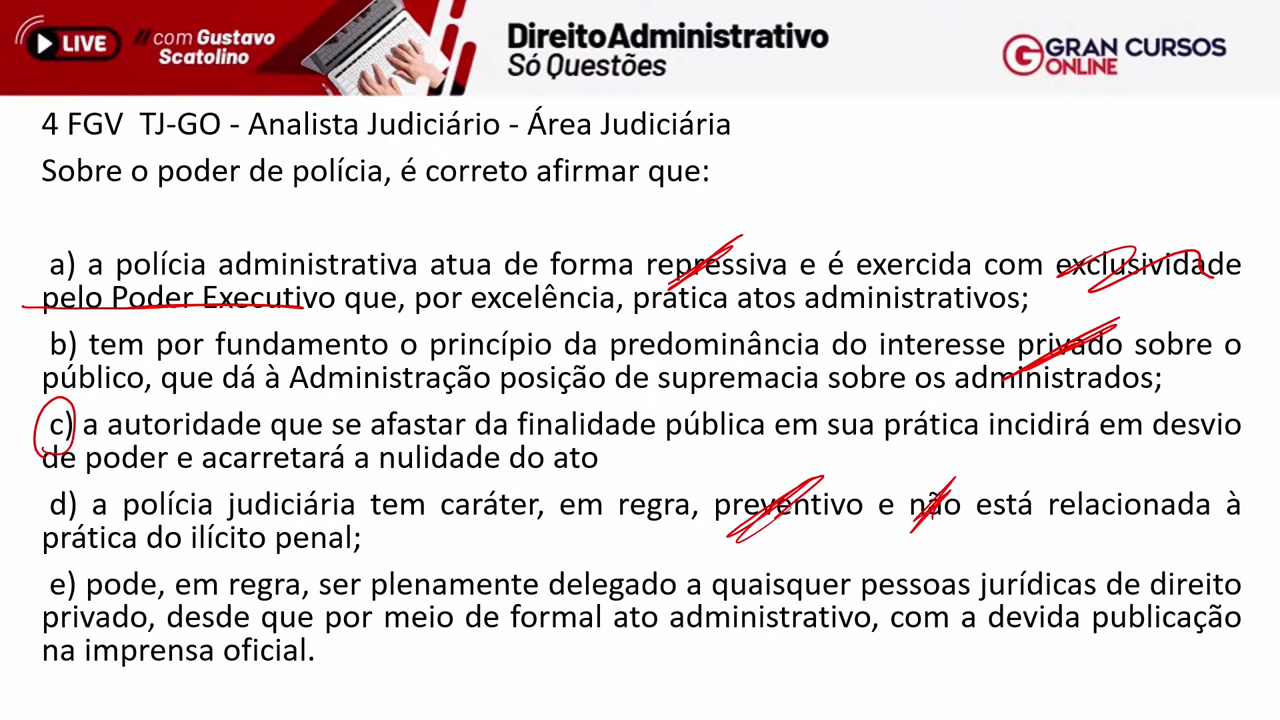 LIVE
// com Gustavo
Scatolino
Direito Administrativo
Só Questões
GRAN CURSOS
ONLINE
4 FGV TJ-GO - Analista Judiciário - Área Judiciária
Sobre o poder de polícia, é correto afirmar que:
a) a polícia administrativa atua de forma repressiva e é exercida com exclusividade
pelo Poder Executivo que, por excelência, pratica atos administrativos;
b) tem por fundamento o princípio da predominância do interesse privado sobre o
público, que dá à Administração posição de supremacia sobre os administrados;
c) a autoridade que se afastar da finalidade pública em sua prática incidirá em desvio
de poder e acarretará a nulidade do ato
d) a polícia judiciária tem caráter, em regra, preventivo e não está relacionada à
prática do ilícito penal;
e) pode, em regra, ser plenamente delegado a quaisquer pessoas jurídicas de direito
privado, desde que por meio de formal ato administrativo, com a devida publicação
na imprensa oficial.